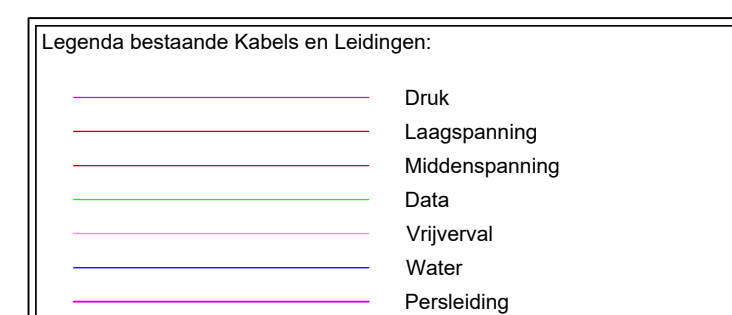 Legenda bestaande Kabels en Leidingen:
Druk
Laagspanning
Middenspanning
Data
Vrijverval
Water
Persleiding